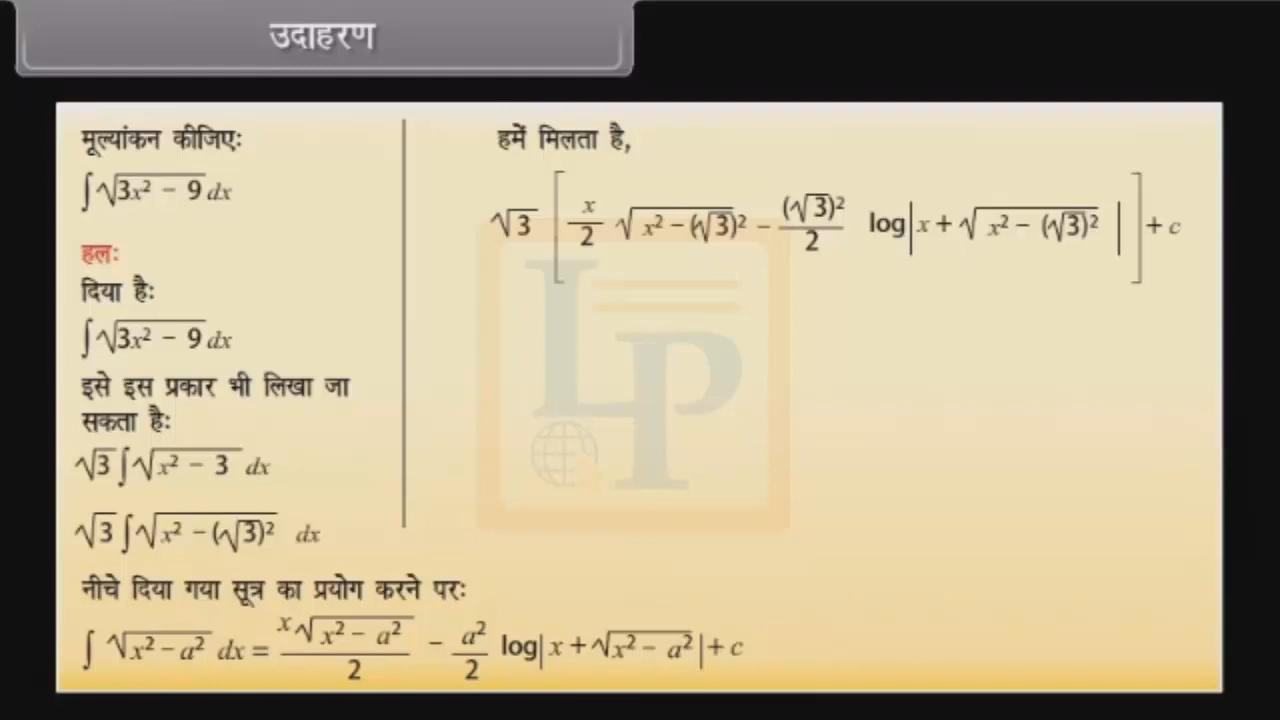 उदाहरण
मूल्यांकन कीजिए:
∫√(3x² − 9) dx
हल:
दिया है:
∫√(3x² − 9) dx
इसे इस प्रकार भी लिखा जा
सकता है:
√3 ∫√(x² − 3) dx
√3 ∫√(x² − (√3)²) dx
नीचे दिया गया सूत्र का प्रयोग करने पर:
∫ √(x² − a²) dx = x√(x² − a²)/2 − a²/2 log|x + √(x² − a²)| + c
हमें मिलता है,
√3 [x/2 √(x² − (√3)²) − (√3)²/2 log|x + √(x² − (√3)²)|] + c
LP